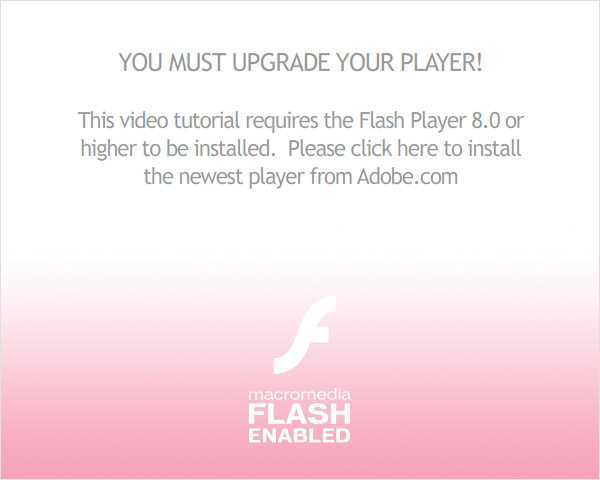 YOU MUST UPGRADE YOUR PLAYER!
This video tutorial requires the Flash Player 8.0 or
higher to be installed.  Please click here to install
the newest player from Adobe.com
macromedia
FLASH
ENABLED